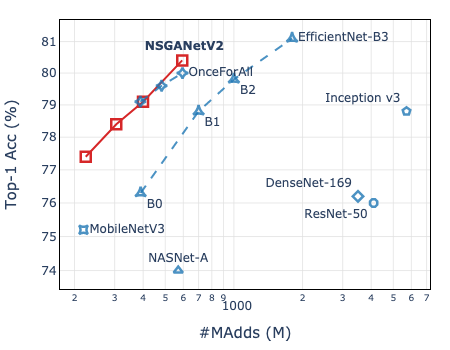 81
80
79
78
77
76
75
74
Top-1 Acc (%)
NSGANetV2
EfficientNet-B3
OnceForAll
B2
Inception v3
B1
DenseNet-169
B0
ResNet-50
MobileNetV3
NASNet-A
2 3 4 5 6 7 8 9 1000 2 3 4 5 6 7
#MAdds (M)